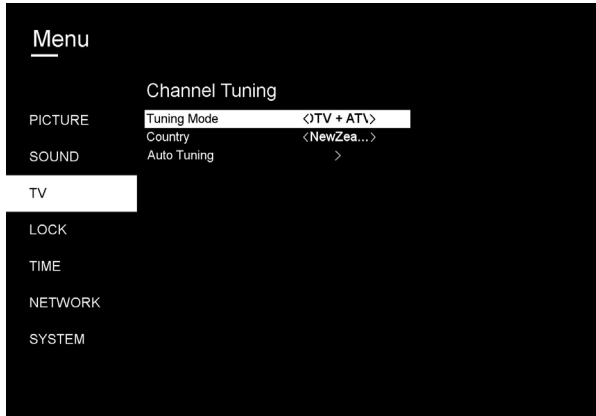 Menu
Channel Tuning
PICTURE
Tuning Mode <)TV + AT\>
Country <NewZea...>
SOUND
Auto Tuning >
TV
LOCK
TIME
NETWORK
SYSTEM